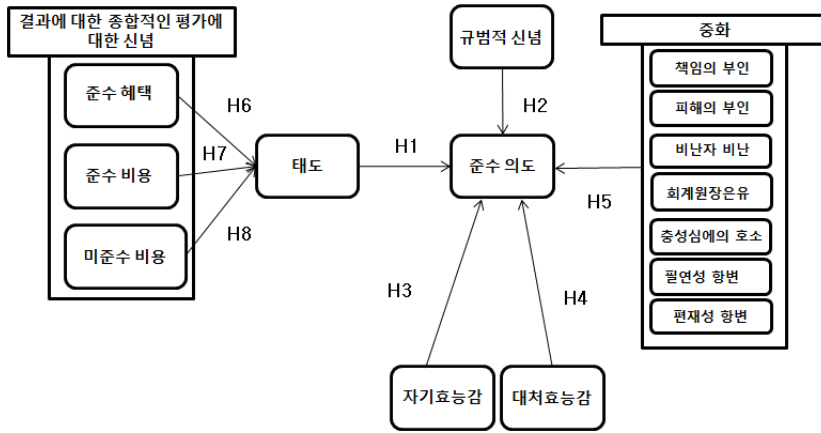 결과에 대한 종합적인 평가에
대한 신념
준수 혜택
준수 비용
미준수 비용
H6
H7
H8
태도
H1
규범적 신념
H2
준수 의도
H3
H4
자기효능감
대처효능감
H5
중화
책임의 부인
피해의 부인
비난자 비난
회계원장은유
충성심에의 호소
필연성 항변
편재성 항변